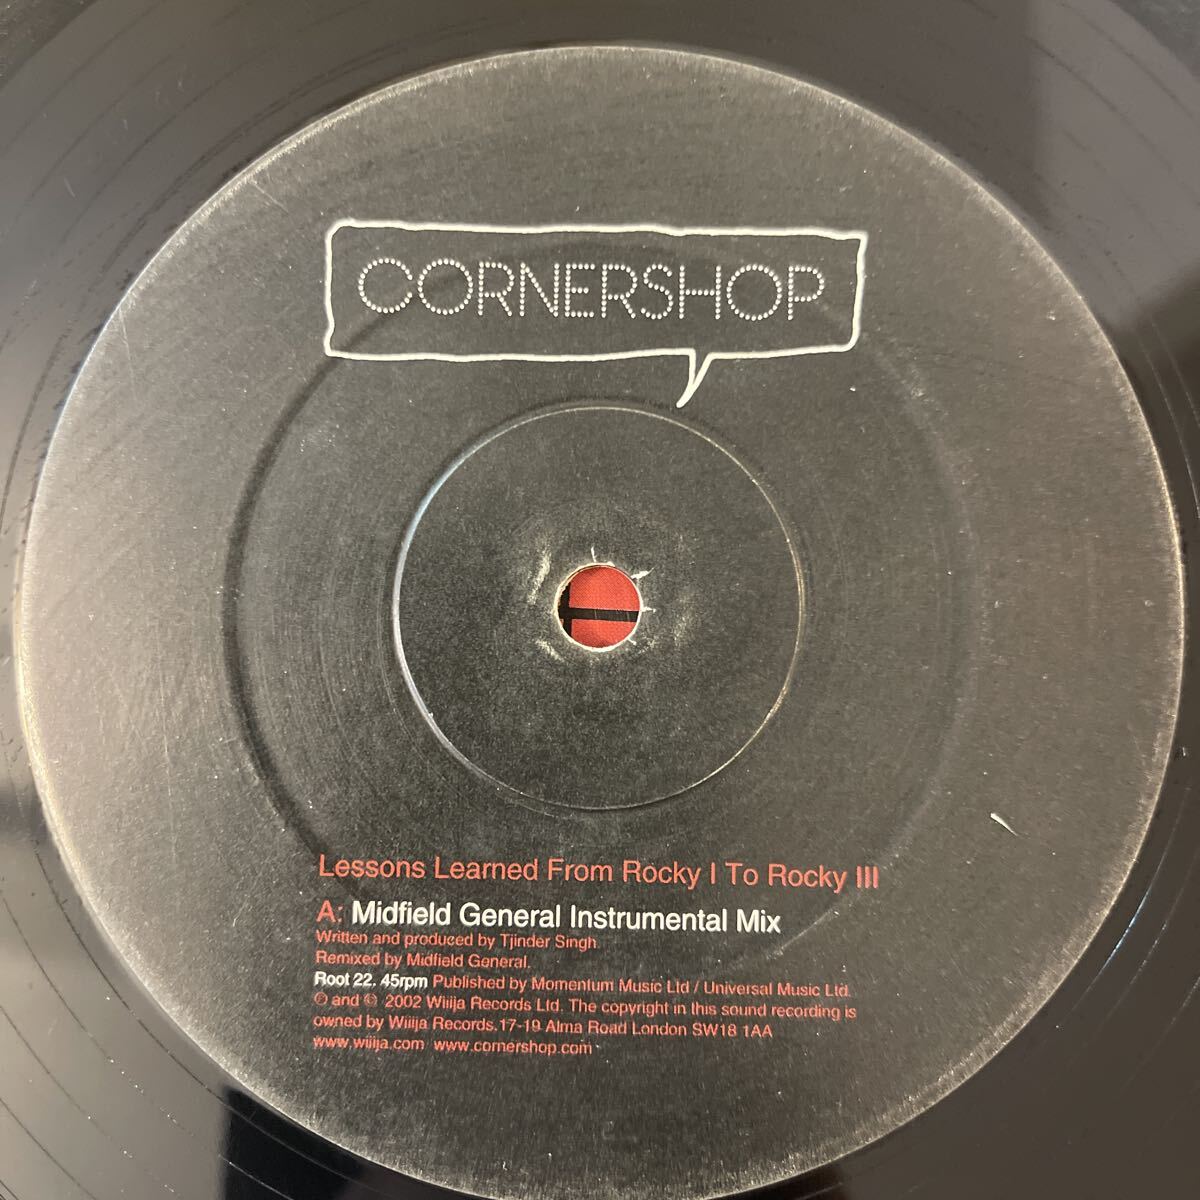 CORNERSHOP
Lessons Learned From Rocky I To Rocky III
A: Midfield General Instrumental Mix
Written and produced by Tjinder Singh.
Remixed by Midfield General.
Root 22. 45rpm Published by Momentum Music Ltd / Universal Music Ltd.
℗ and © 2002 Wiiija Records Ltd. The copyright in this sound recording is
owned by Wiiija Records.17-19 Alma Road London SW18 1AA
www.wiiija.com www.cornershop.com